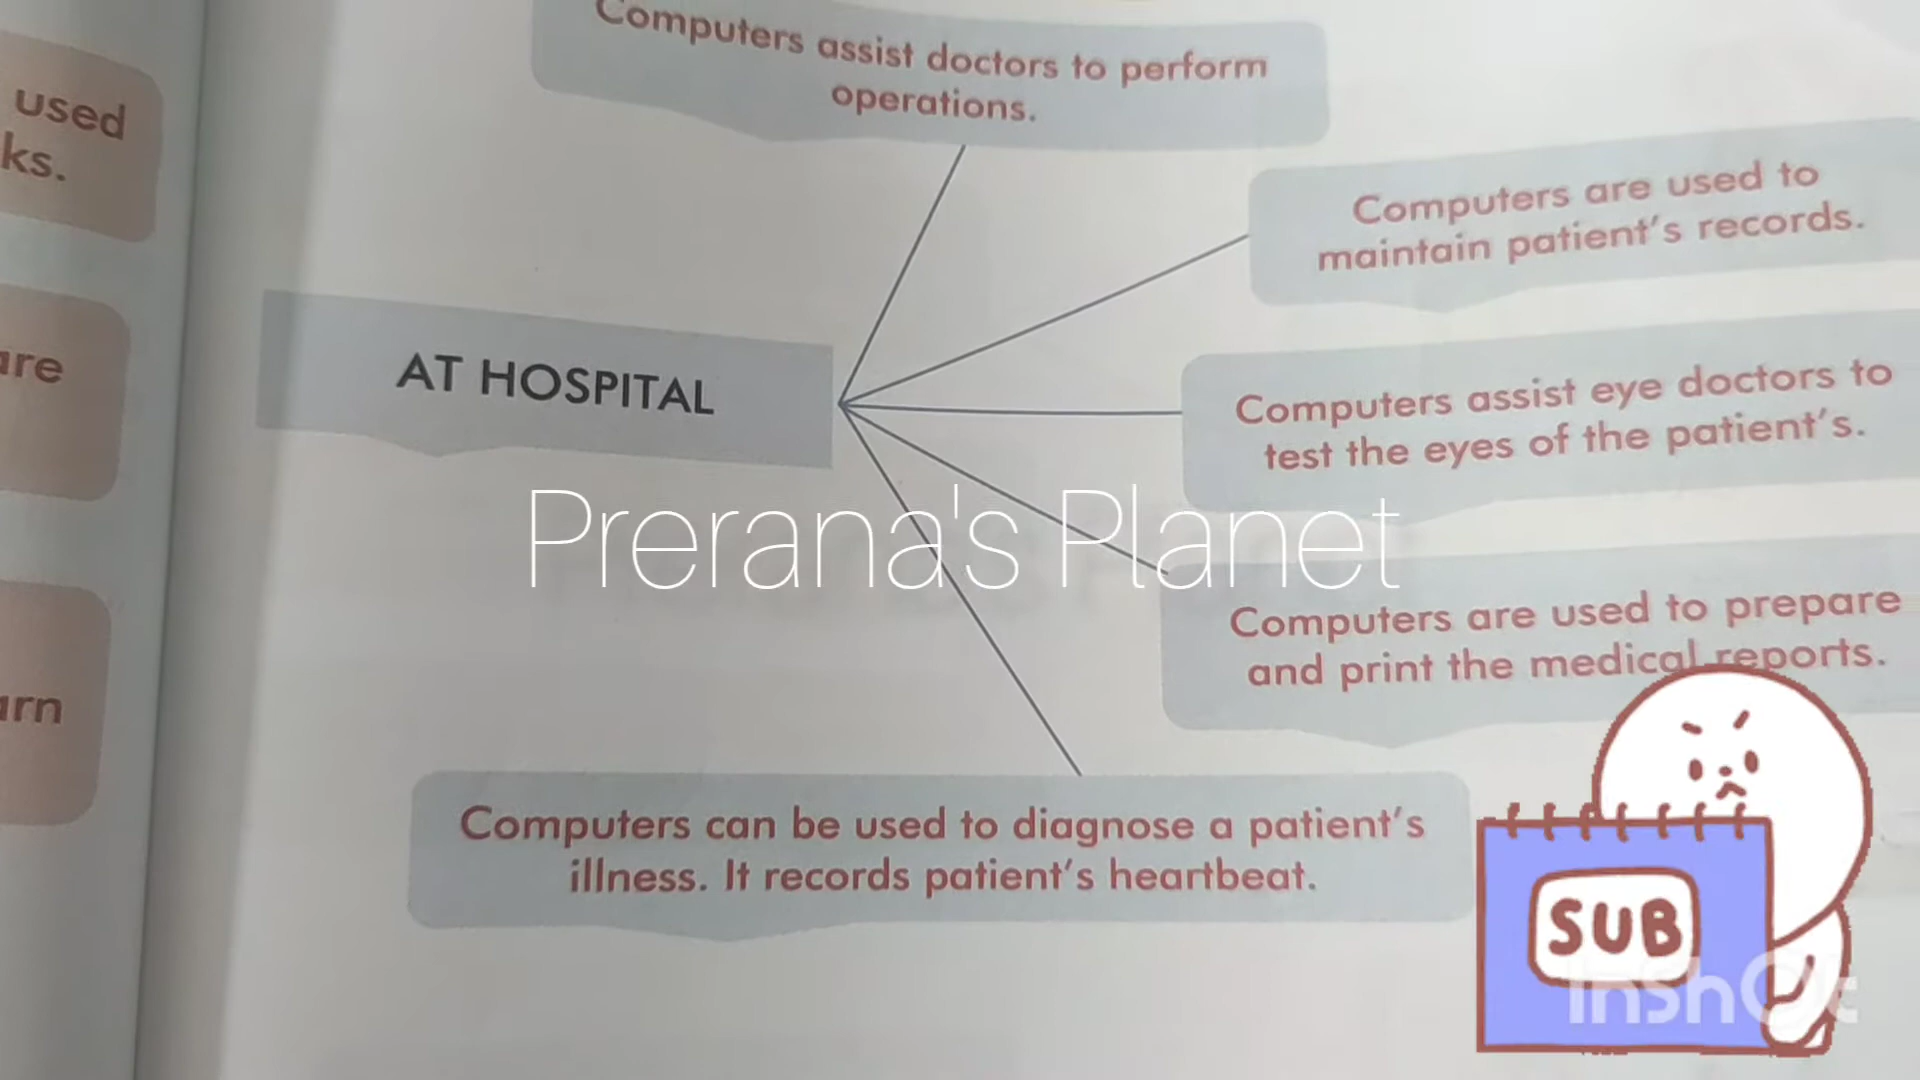 used
ks.
are
arn
Computers assist doctors to perform
operations.
Computers are used to
maintain patient's records.
AT HOSPITAL
Computers assist eye doctors to
test the eyes of the patient's.
Prerana's Planet
Computers are used to prepare
and print the medical reports.
Computers can be used to diagnose a patient's
illness. It records patient's heartbeat.
SUB
InShot